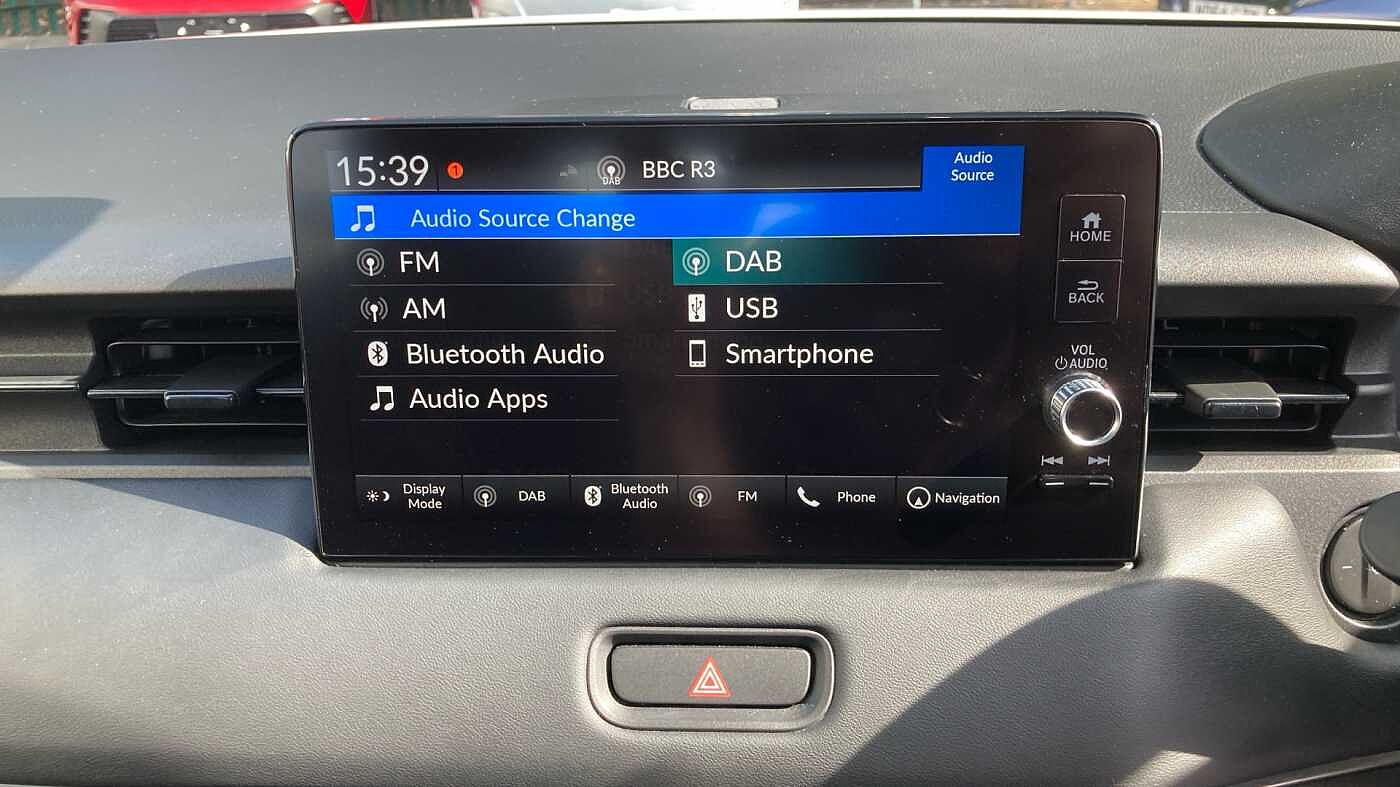 15:39
1
DAB
BBC R3
Audio
Source
Audio Source Change
FM
DAB
AM
USB
Bluetooth Audio
Smartphone
Audio Apps
Display
Mode
DAB
Bluetooth
Audio
FM
Phone
Navigation
HOME
BACK
VOL
AUDIO